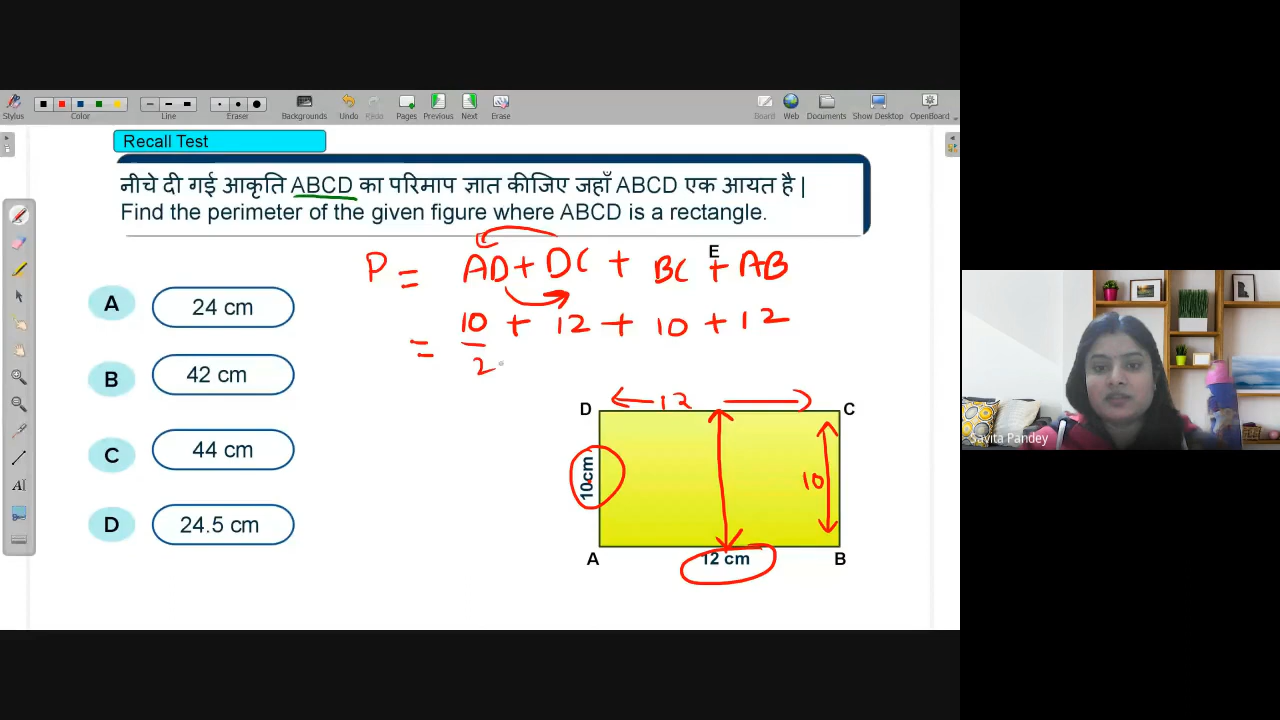 Stylus Color Line Eraser Backgrounds Undo Redo Pages Previous Next Erase Board Web Documents Show Desktop OpenBoard
Recall Test
नीचे दी गई आकृति ABCD का परिमाप ज्ञात कीजिए जहाँ ABCD एक आयत है |
Find the perimeter of the given figure where ABCD is a rectangle.
E
P = AD + DC + BC + AB
= 10 + 12 + 10 + 12
2
A 24 cm
B 42 cm
C 44 cm
D 24.5 cm
D 12 C
10cm 10
A 12 cm B
Savita Pandey